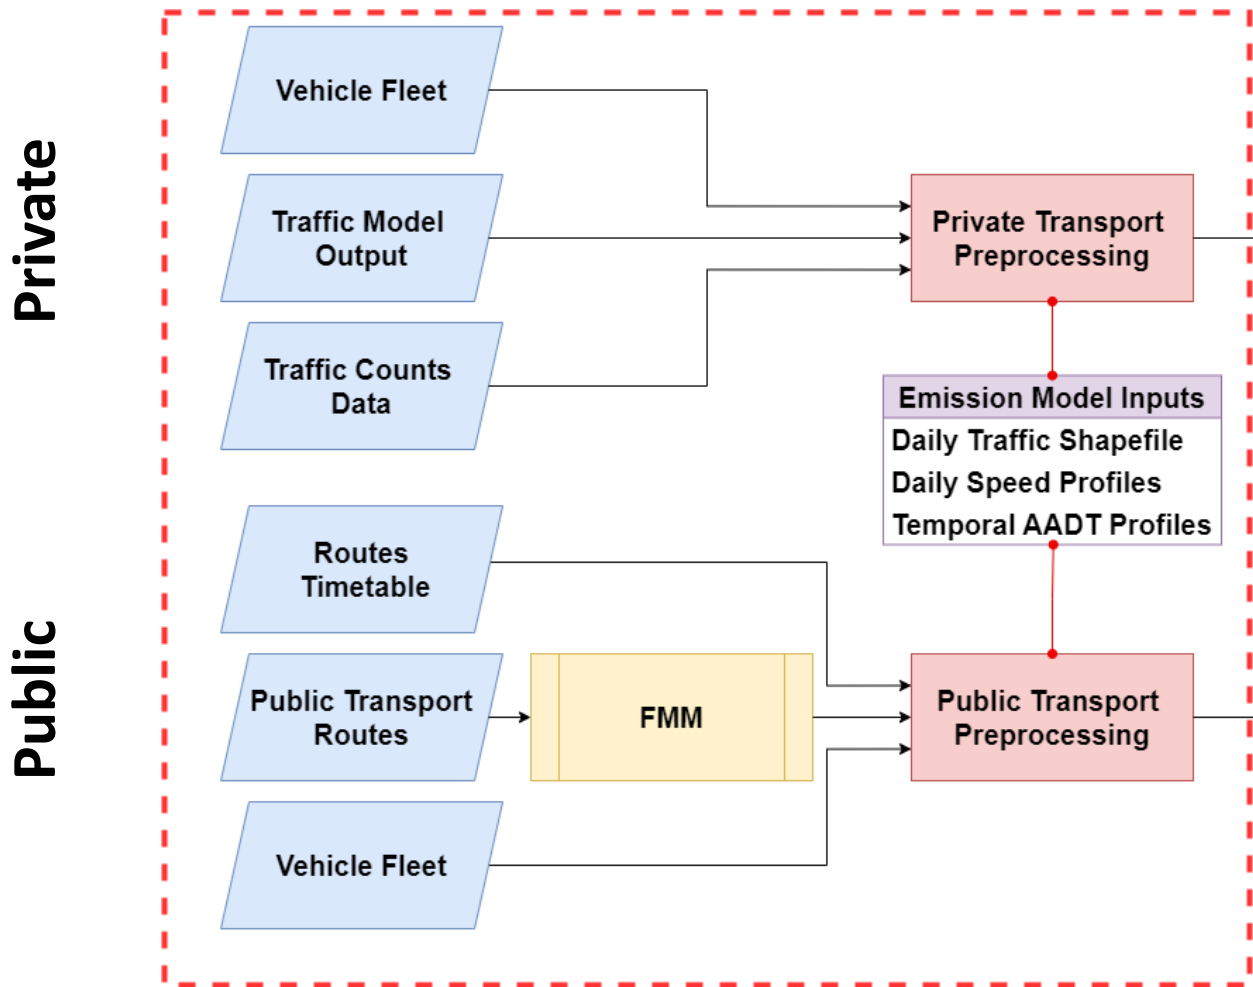 Private
Vehicle Fleet
Traffic Model
Output
Traffic Counts
Data
Private Transport
Preprocessing
Emission Model Inputs
Daily Traffic Shapefile
Daily Speed Profiles
Temporal AADT Profiles
Public
Routes
Timetable
Public Transport
Routes
FMM
Vehicle Fleet
Public Transport
Preprocessing